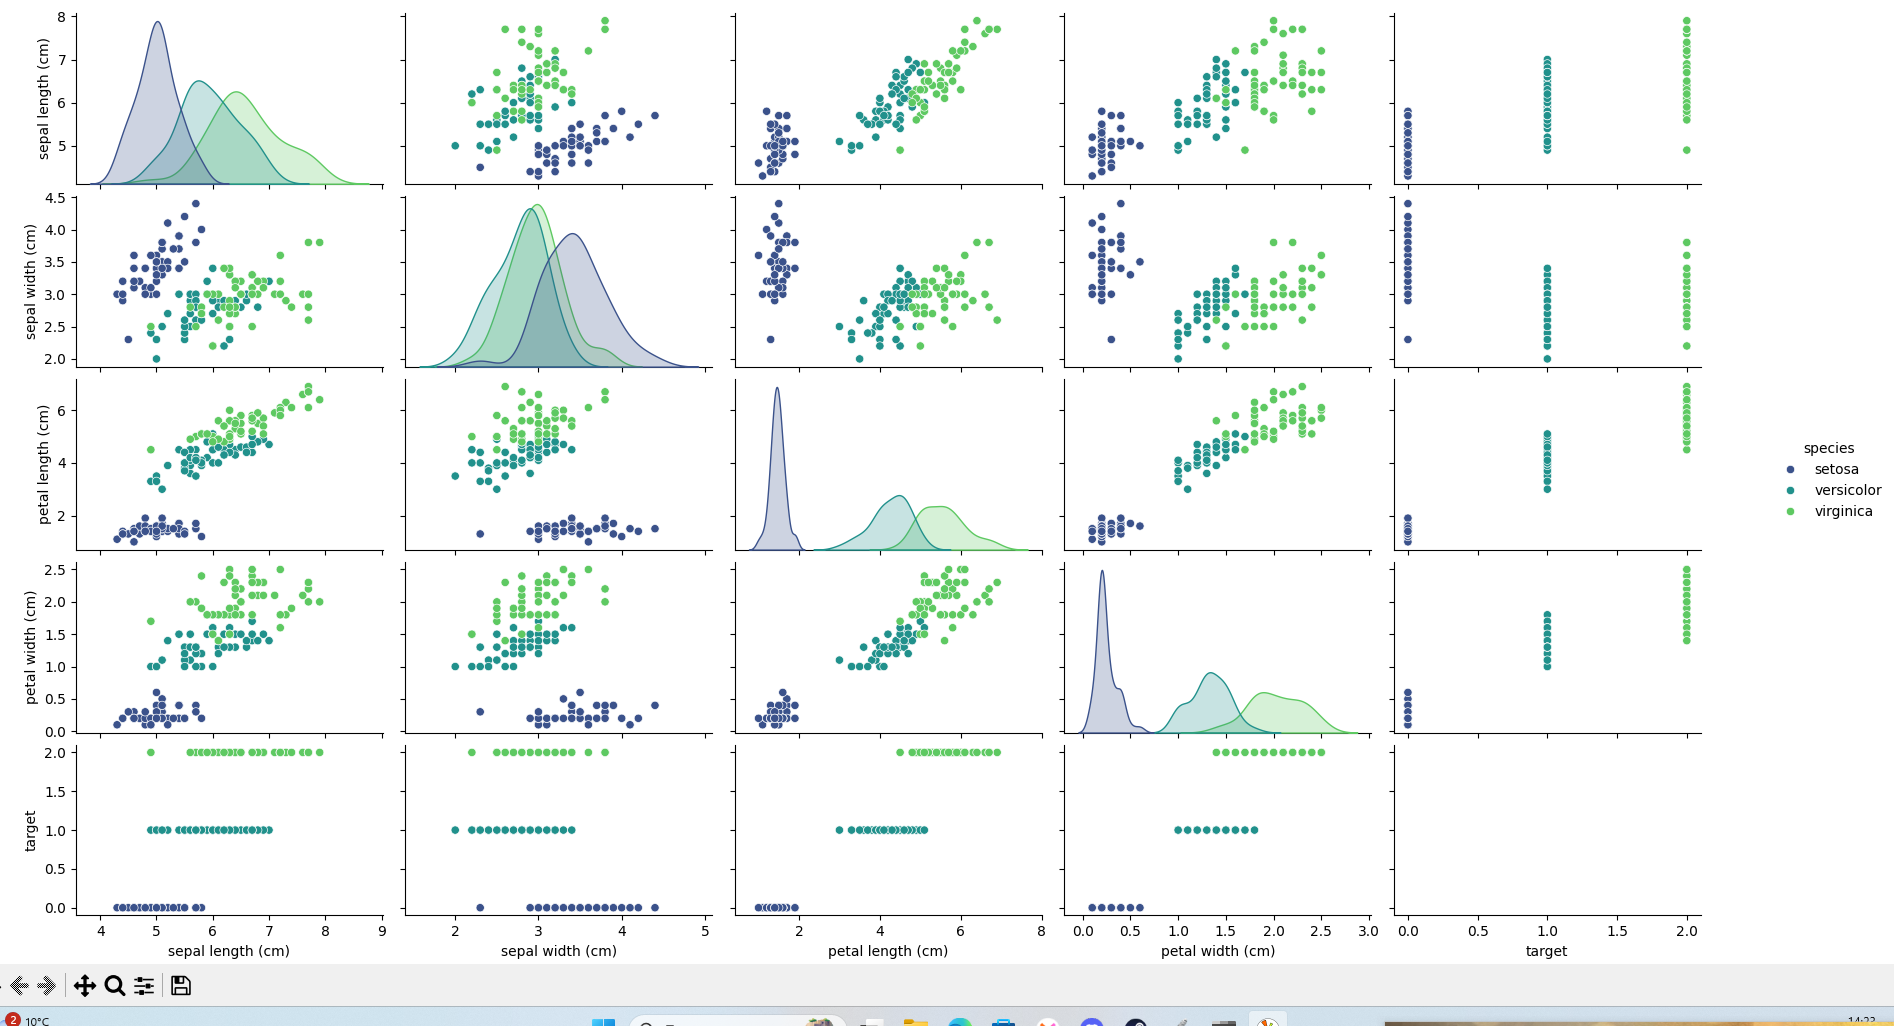 8
7
6
5
sepal length (cm)
4.5
4.0
3.5
3.0
2.5
2.0
sepal width (cm)
6
4
2
petal length (cm)
2.5
2.0
1.5
1.0
0.5
0.0
petal width (cm)
2.0
1.5
1.0
0.5
0.0
target
4 5 6 7 8 9
sepal length (cm)
2 3 4 5
sepal width (cm)
2 4 6 8
petal length (cm)
0.0 0.5 1.0 1.5 2.0 2.5 3.0
petal width (cm)
0.0 0.5 1.0 1.5 2.0
target
species
setosa
versicolor
virginica
2
10°C